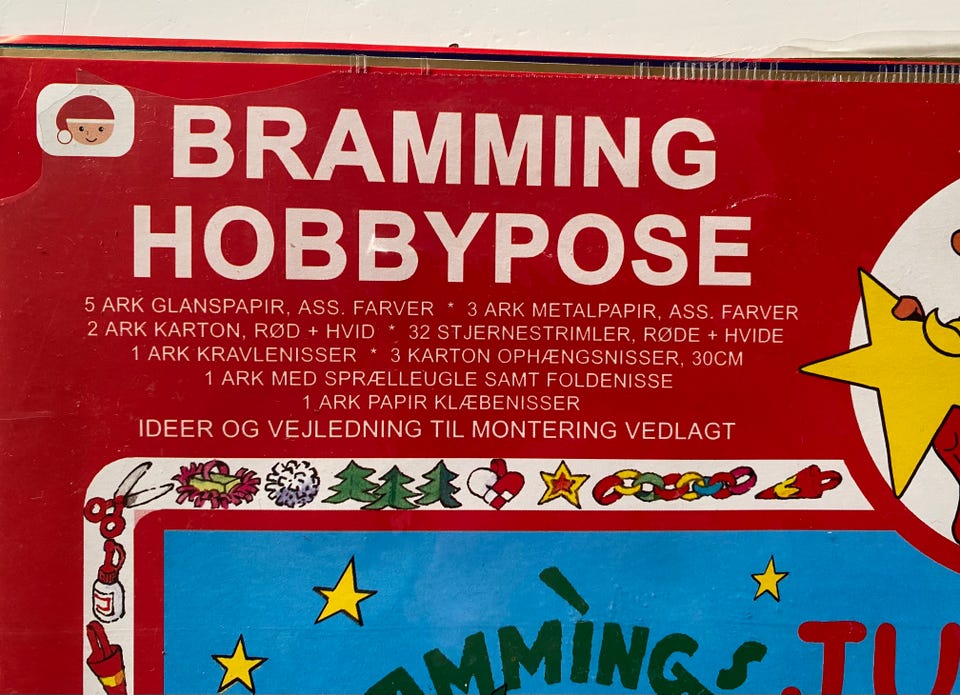 BRAMMING
HOBBYPOSE
5 ARK GLANSPAPIR, ASS. FARVER * 3 ARK METALPAPIR, ASS. FARVER
2 ARK KARTON, RØD + HVID * 32 STJERNESTRIMLER, RØDE + HVIDE
1 ARK KRAVLENISSER * 3 KARTON OPHÆNGSNISSER, 30CM
1 ARK MED SPRÆLLEUGLE SAMT FOLDENISSE
1 ARK PAPIR KLÆBENISSER
IDEER OG VEJLEDNING TIL MONTERING VEDLAGT